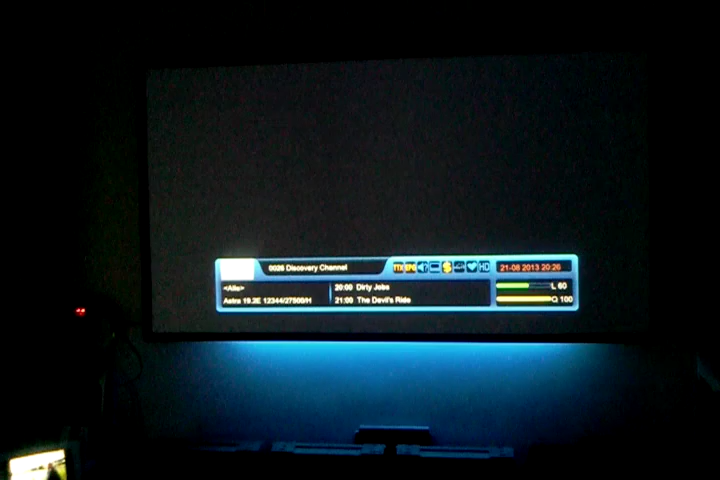 0035 Discovery Channel
TTX EPG $ HD
21-08 2013 20:26
<Alle>
20:00 Dirty Jobs
L 60
Astra 19.2E 12344/27500/H
21:00 The Devil's Ride
Q 100